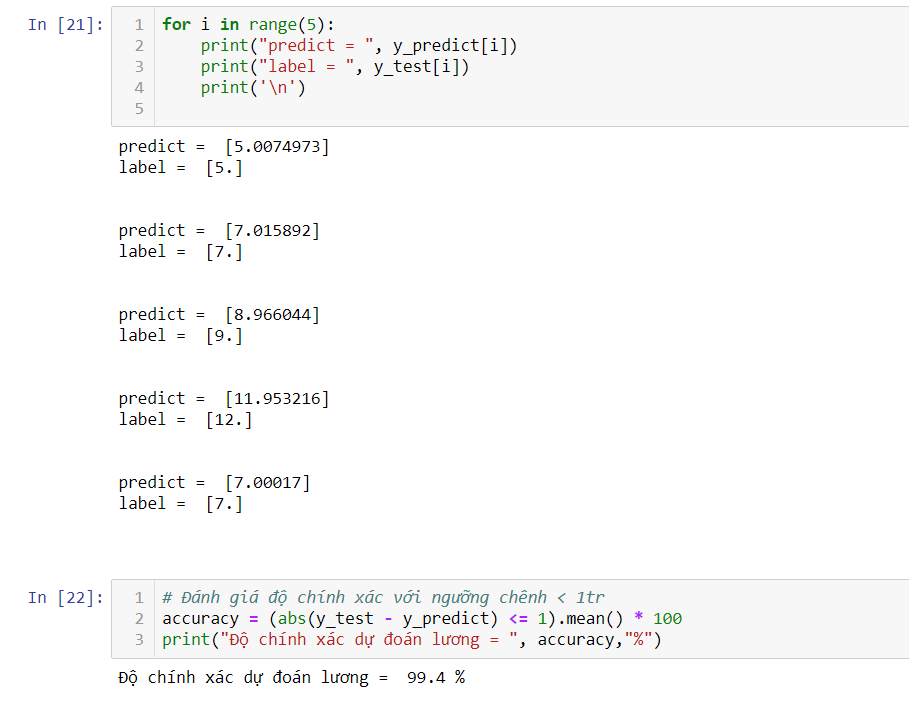 In [21]:
1 for i in range(5):
2     print("predict = ", y_predict[i])
3     print("label = ", y_test[i])
4     print('\n')
5
predict =  [5.0074973]
label =  [5.]
predict =  [7.015892]
label =  [7.]
predict =  [8.966044]
label =  [9.]
predict =  [11.953216]
label =  [12.]
predict =  [7.00017]
label =  [7.]
In [22]:
1 # Đánh giá độ chính xác với ngưỡng chênh < 1tr
2 accuracy = (abs(y_test - y_predict) <= 1).mean() * 100
3 print("Độ chính xác dự đoán lương = ", accuracy,"%")
Độ chính xác dự đoán lương =  99.4 %